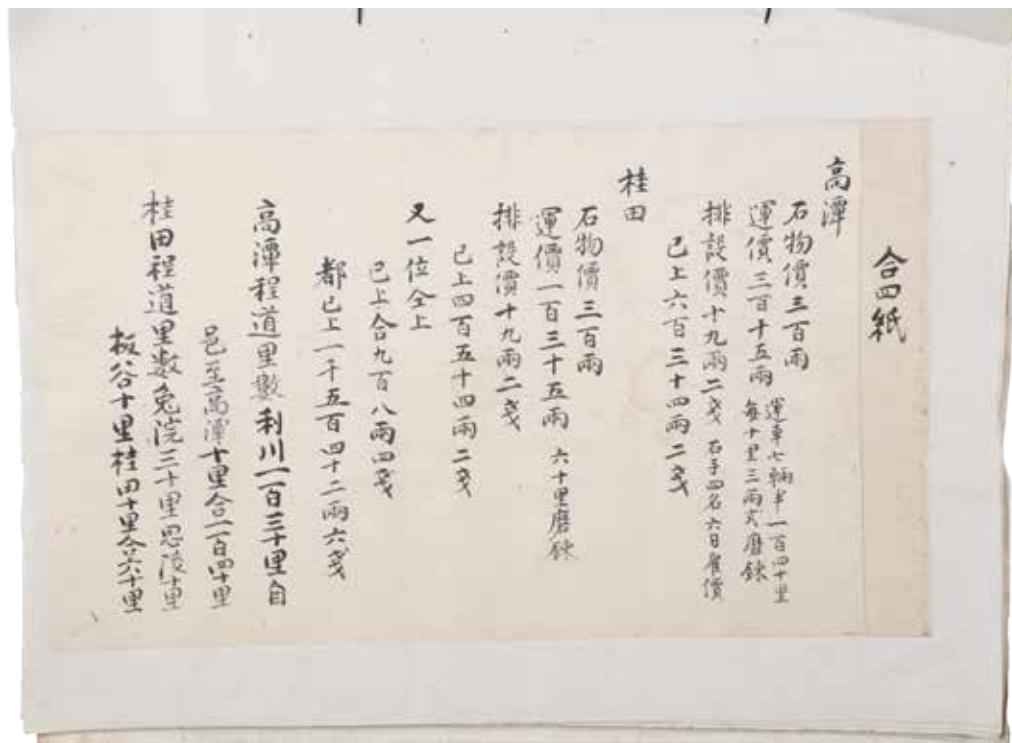 合四紙
高潭
石物價三百兩
運價三百十五兩 運車七輛半一百四十里
每十里三兩式磨鍊
排設價十九兩二戔 石手四名六日雇價
已上六百三十四兩二戔
桂田
石物價三百兩
運價一百三十五兩 六十里磨鍊
排設價十九兩二戔
已上四百五十四兩二戔
又一位仝上
已上合九百八兩四戔
都已上一千五百四十二兩六戔
高潭程道里數利川一百三十里自
邑至高潭十里合一百四十里
桂田程道里數兔院三十里思陵十里
板谷十里桂田十里合六十里